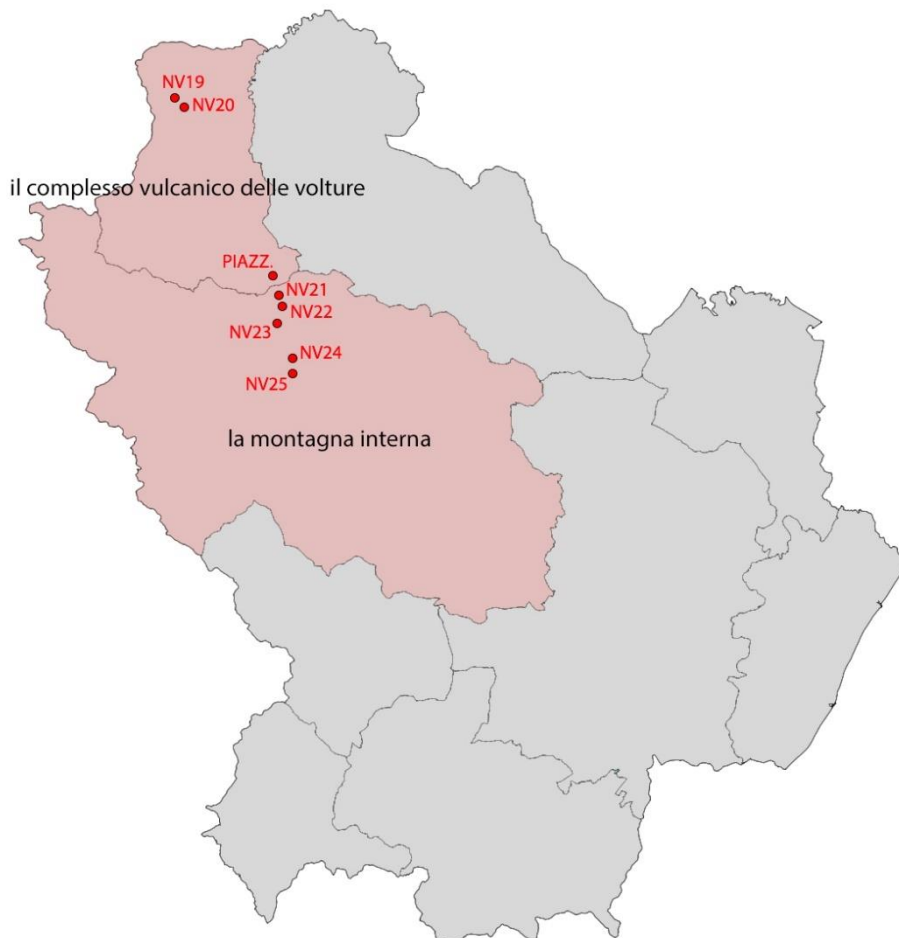 NV19
NV20
il complesso vulcanico delle volture
PIAZZ.
NV21
NV22
NV23
NV24
NV25
la montagna interna